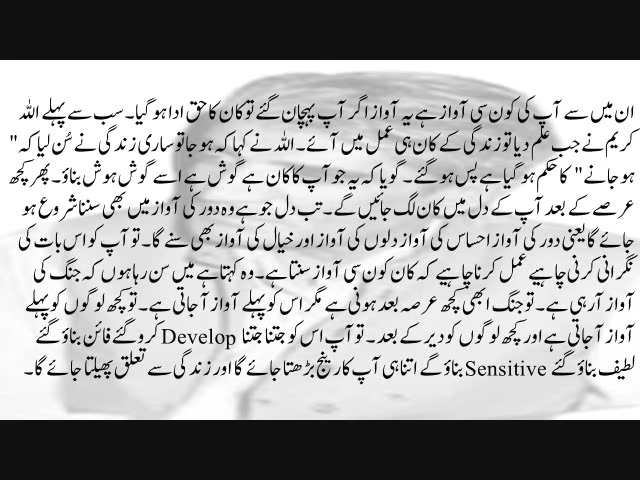 ان میں سے آپ کی کون سی آواز ہے یہ آواز اگر آپ پہچان گئے تو کان کا حق ادا ہو گیا۔ سب سے پہلے اللہ
کریم نے جب علم دیا تو زندگی کے کان ہی عمل میں آئے۔ اللہ نے کہا کہ ہو جا تو ساری زندگی نے سُن لیا کہ "
ہو جانے" کا حکم ہو گیا ہے پس ہو گئے۔ گویا کہ یہ جو آپ کا کان ہے گوش ہے اسے گوش ہوش بناؤ۔ پھر کچھ
عرصے کے بعد آپ کے دل میں کان لگ جائیں گے۔ تب دل جو ہے وہ دور کی آواز میں بھی سننا شروع ہو
جائے گا یعنی دور کی آواز احساس کی آواز دلوں کی آواز اور خیال کی آواز بھی سنے گا۔ تو آپ کو اس بات کی
نگرانی کرنی چاہیے عمل کرنا چاہیے کہ کان کون سی آواز سنتا ہے۔ وہ کہتا ہے میں سن رہا ہوں کہ جنگ کی
آواز آ رہی ہے۔ تو جنگ ابھی کچھ عرصہ بعد ہونی ہے مگر اس کو پہلے آواز آ جاتی ہے۔ تو کچھ لوگوں کو پہلے
آواز آ جاتی ہے اور کچھ لوگوں کو دیر کے بعد۔ تو آپ اس کو جتنا جتنا Develop کرو گئے فائن بناؤ گئے
لطیف بناؤ گئے Sensitive بناؤ گے اتنا ہی آپ کا رینج بڑھتا جائے گا اور زندگی سے تعلق پھیلتا جائے گا۔